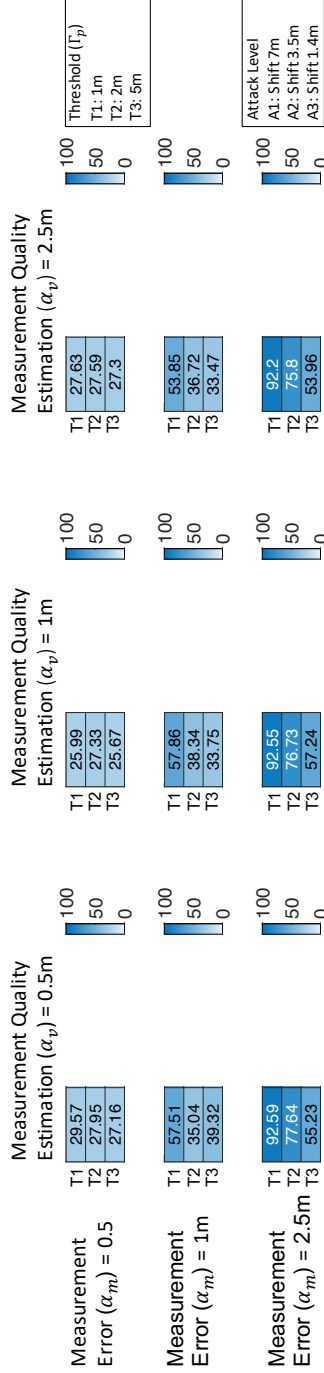 Measurement Quality
Estimation (α_v) = 0.5m
Measurement Quality
Estimation (α_v) = 1m
Measurement Quality
Estimation (α_v) = 2.5m
Measurement
Error (α_m) = 0.5
T1 29.57
T2 27.95
T3 27.16
100
50
0
T1 25.99
T2 27.33
T3 25.67
100
50
0
T1 27.63
T2 27.59
T3 27.3
100
50
0
Threshold (Γ_p)
T1: 1m
T2: 2m
T3: 5m
Measurement
Error (α_m) = 1m
T1 57.51
T2 35.04
T3 39.32
100
50
0
T1 57.86
T2 38.34
T3 33.75
100
50
0
T1 53.85
T2 36.72
T3 33.47
100
50
0
Measurement
Error (α_m) = 2.5m
T1 92.59
T2 77.64
T3 55.23
100
50
0
T1 92.55
T2 76.73
T3 57.24
100
50
0
T1 92.2
T2 75.8
T3 53.96
100
50
0
Attack Level
A1: Shift 7m
A2: Shift 3.5m
A3: Shift 1.4m